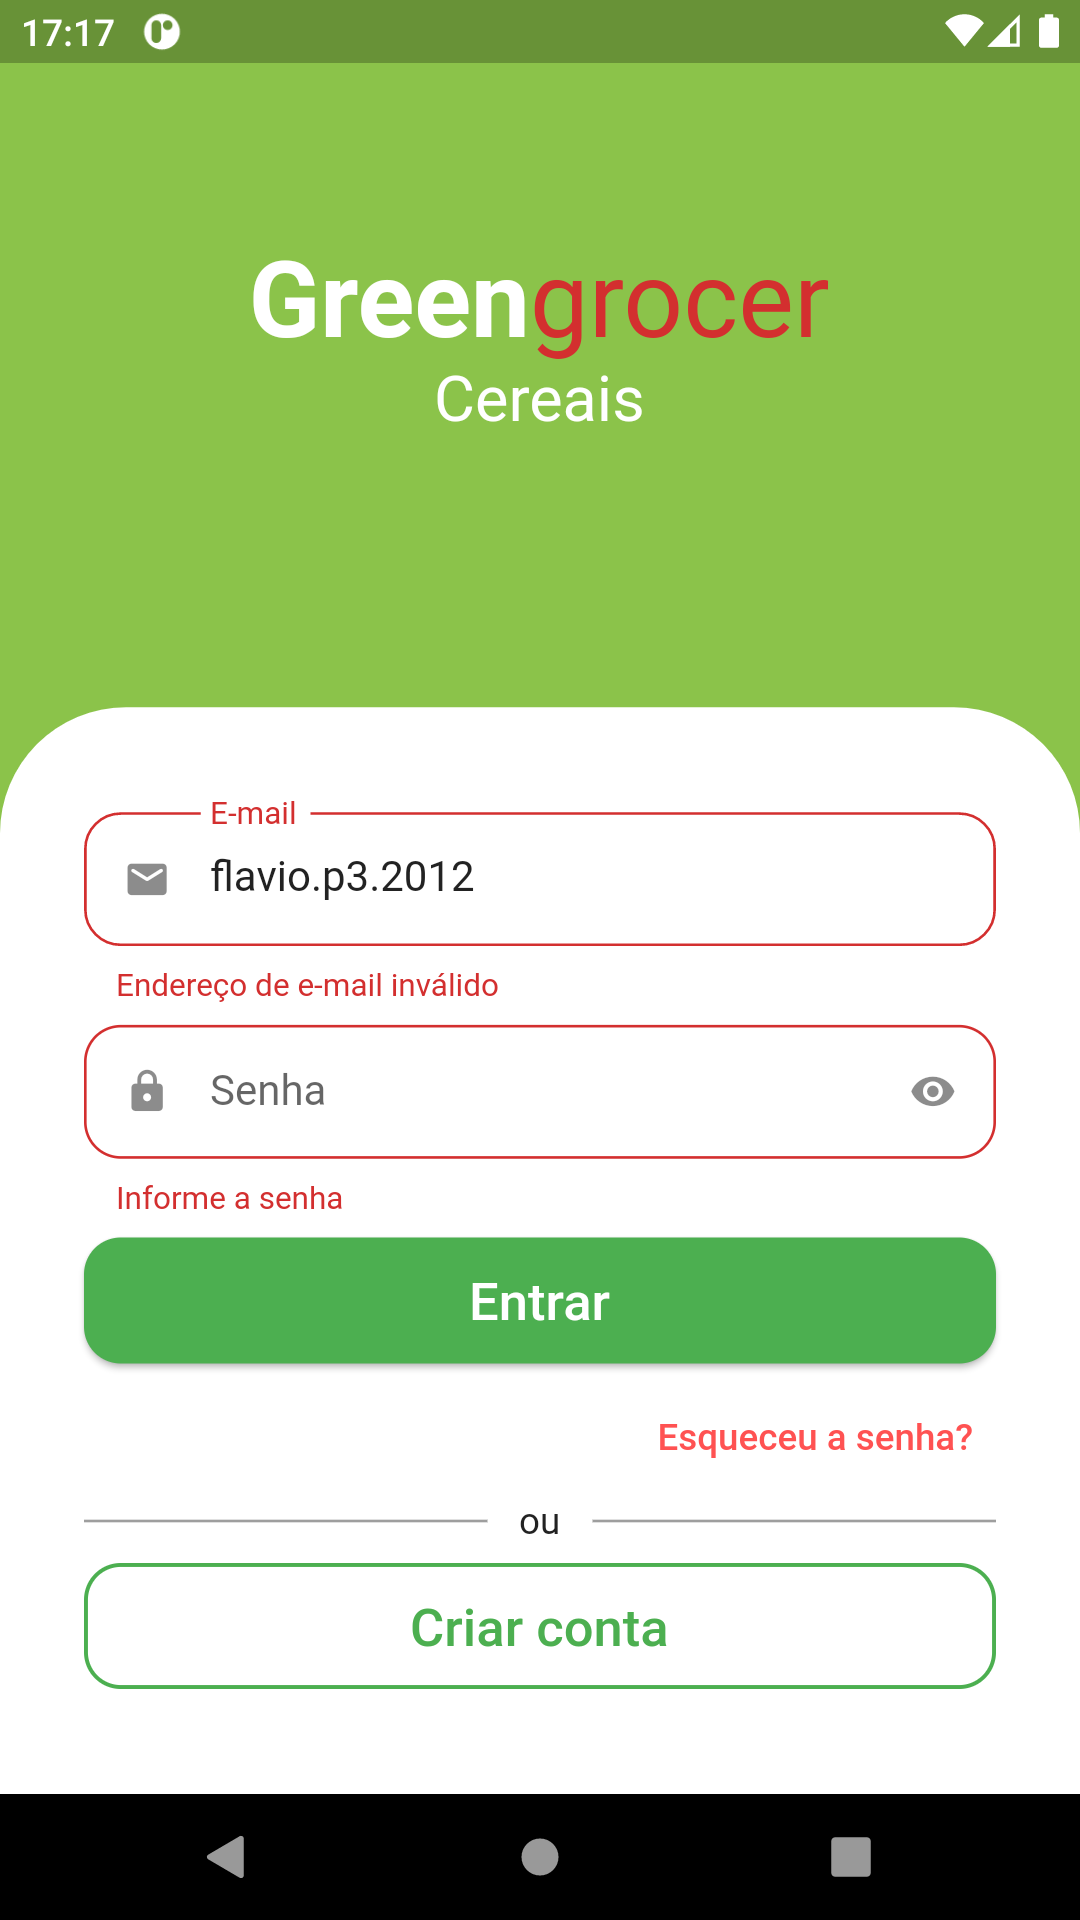 17:17
Greengrocer
Cereais
E-mail
flavio.p3.2012
Endereço de e-mail inválido
Senha
Informe a senha
Entrar
Esqueceu a senha?
ou
Criar conta